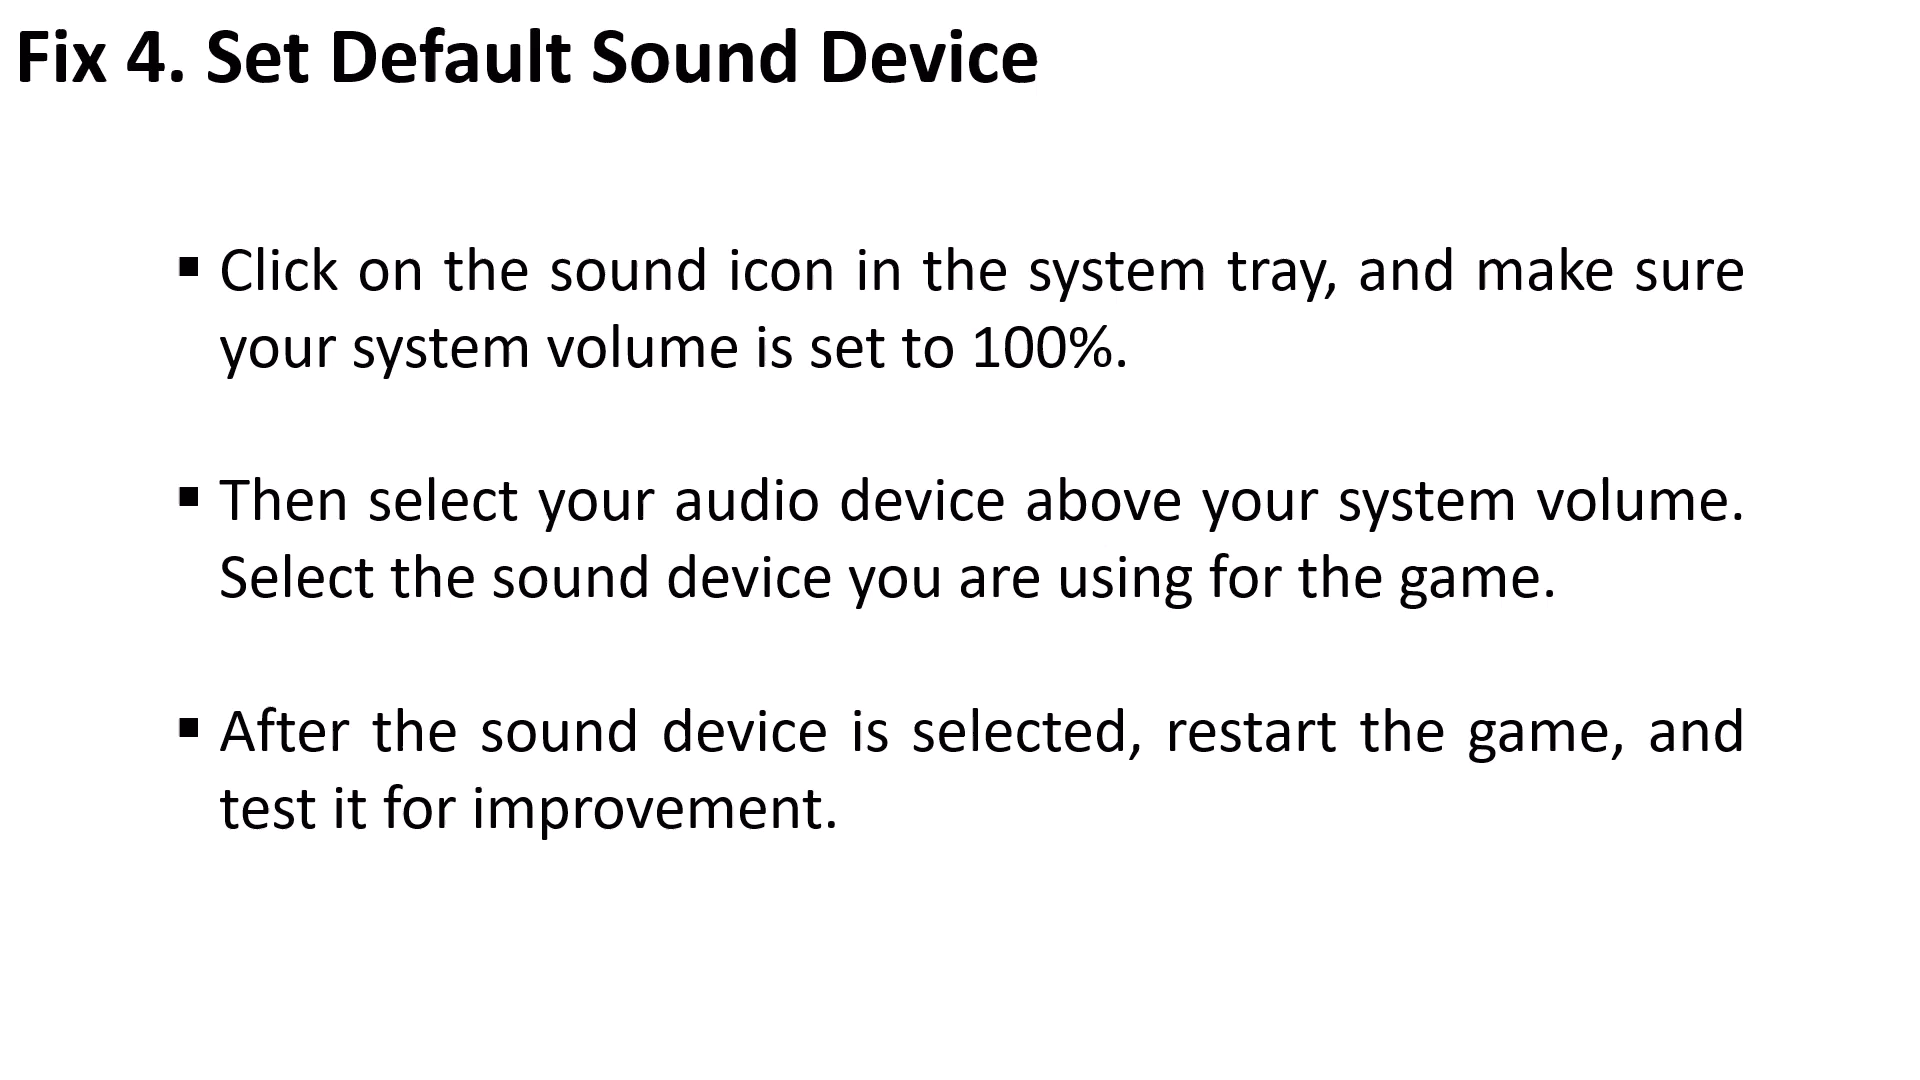 Fix 4. Set Default Sound Device
▪ Click on the sound icon in the system tray, and make sure
your system volume is set to 100%.
▪ Then select your audio device above your system volume.
Select the sound device you are using for the game.
▪ After the sound device is selected, restart the game, and
test it for improvement.